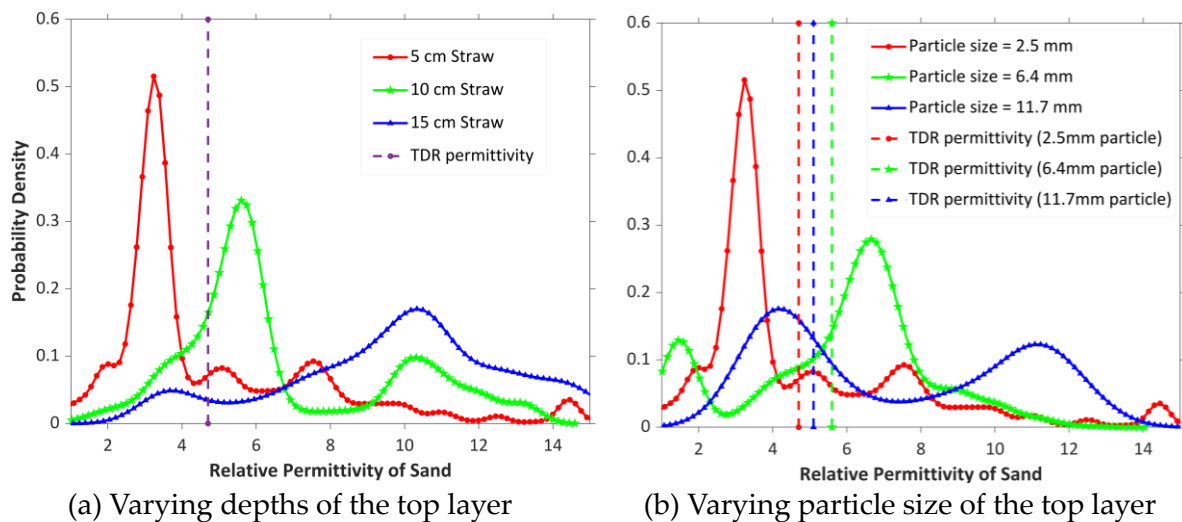 0.6
0.5
0.4
0.3
0.2
0.1
0
Probability Density
2 4 6 8 10 12 14
Relative Permittivity of Sand
5 cm Straw
10 cm Straw
15 cm Straw
TDR permittivity
(a) Varying depths of the top layer
0.6
0.5
0.4
0.3
0.2
0.1
0
2 4 6 8 10 12 14
Relative Permittivity of Sand
Particle size = 2.5 mm
Particle size = 6.4 mm
Particle size = 11.7 mm
TDR permittivity (2.5mm particle)
TDR permittivity (6.4mm particle)
TDR permittivity (11.7mm particle)
(b) Varying particle size of the top layer